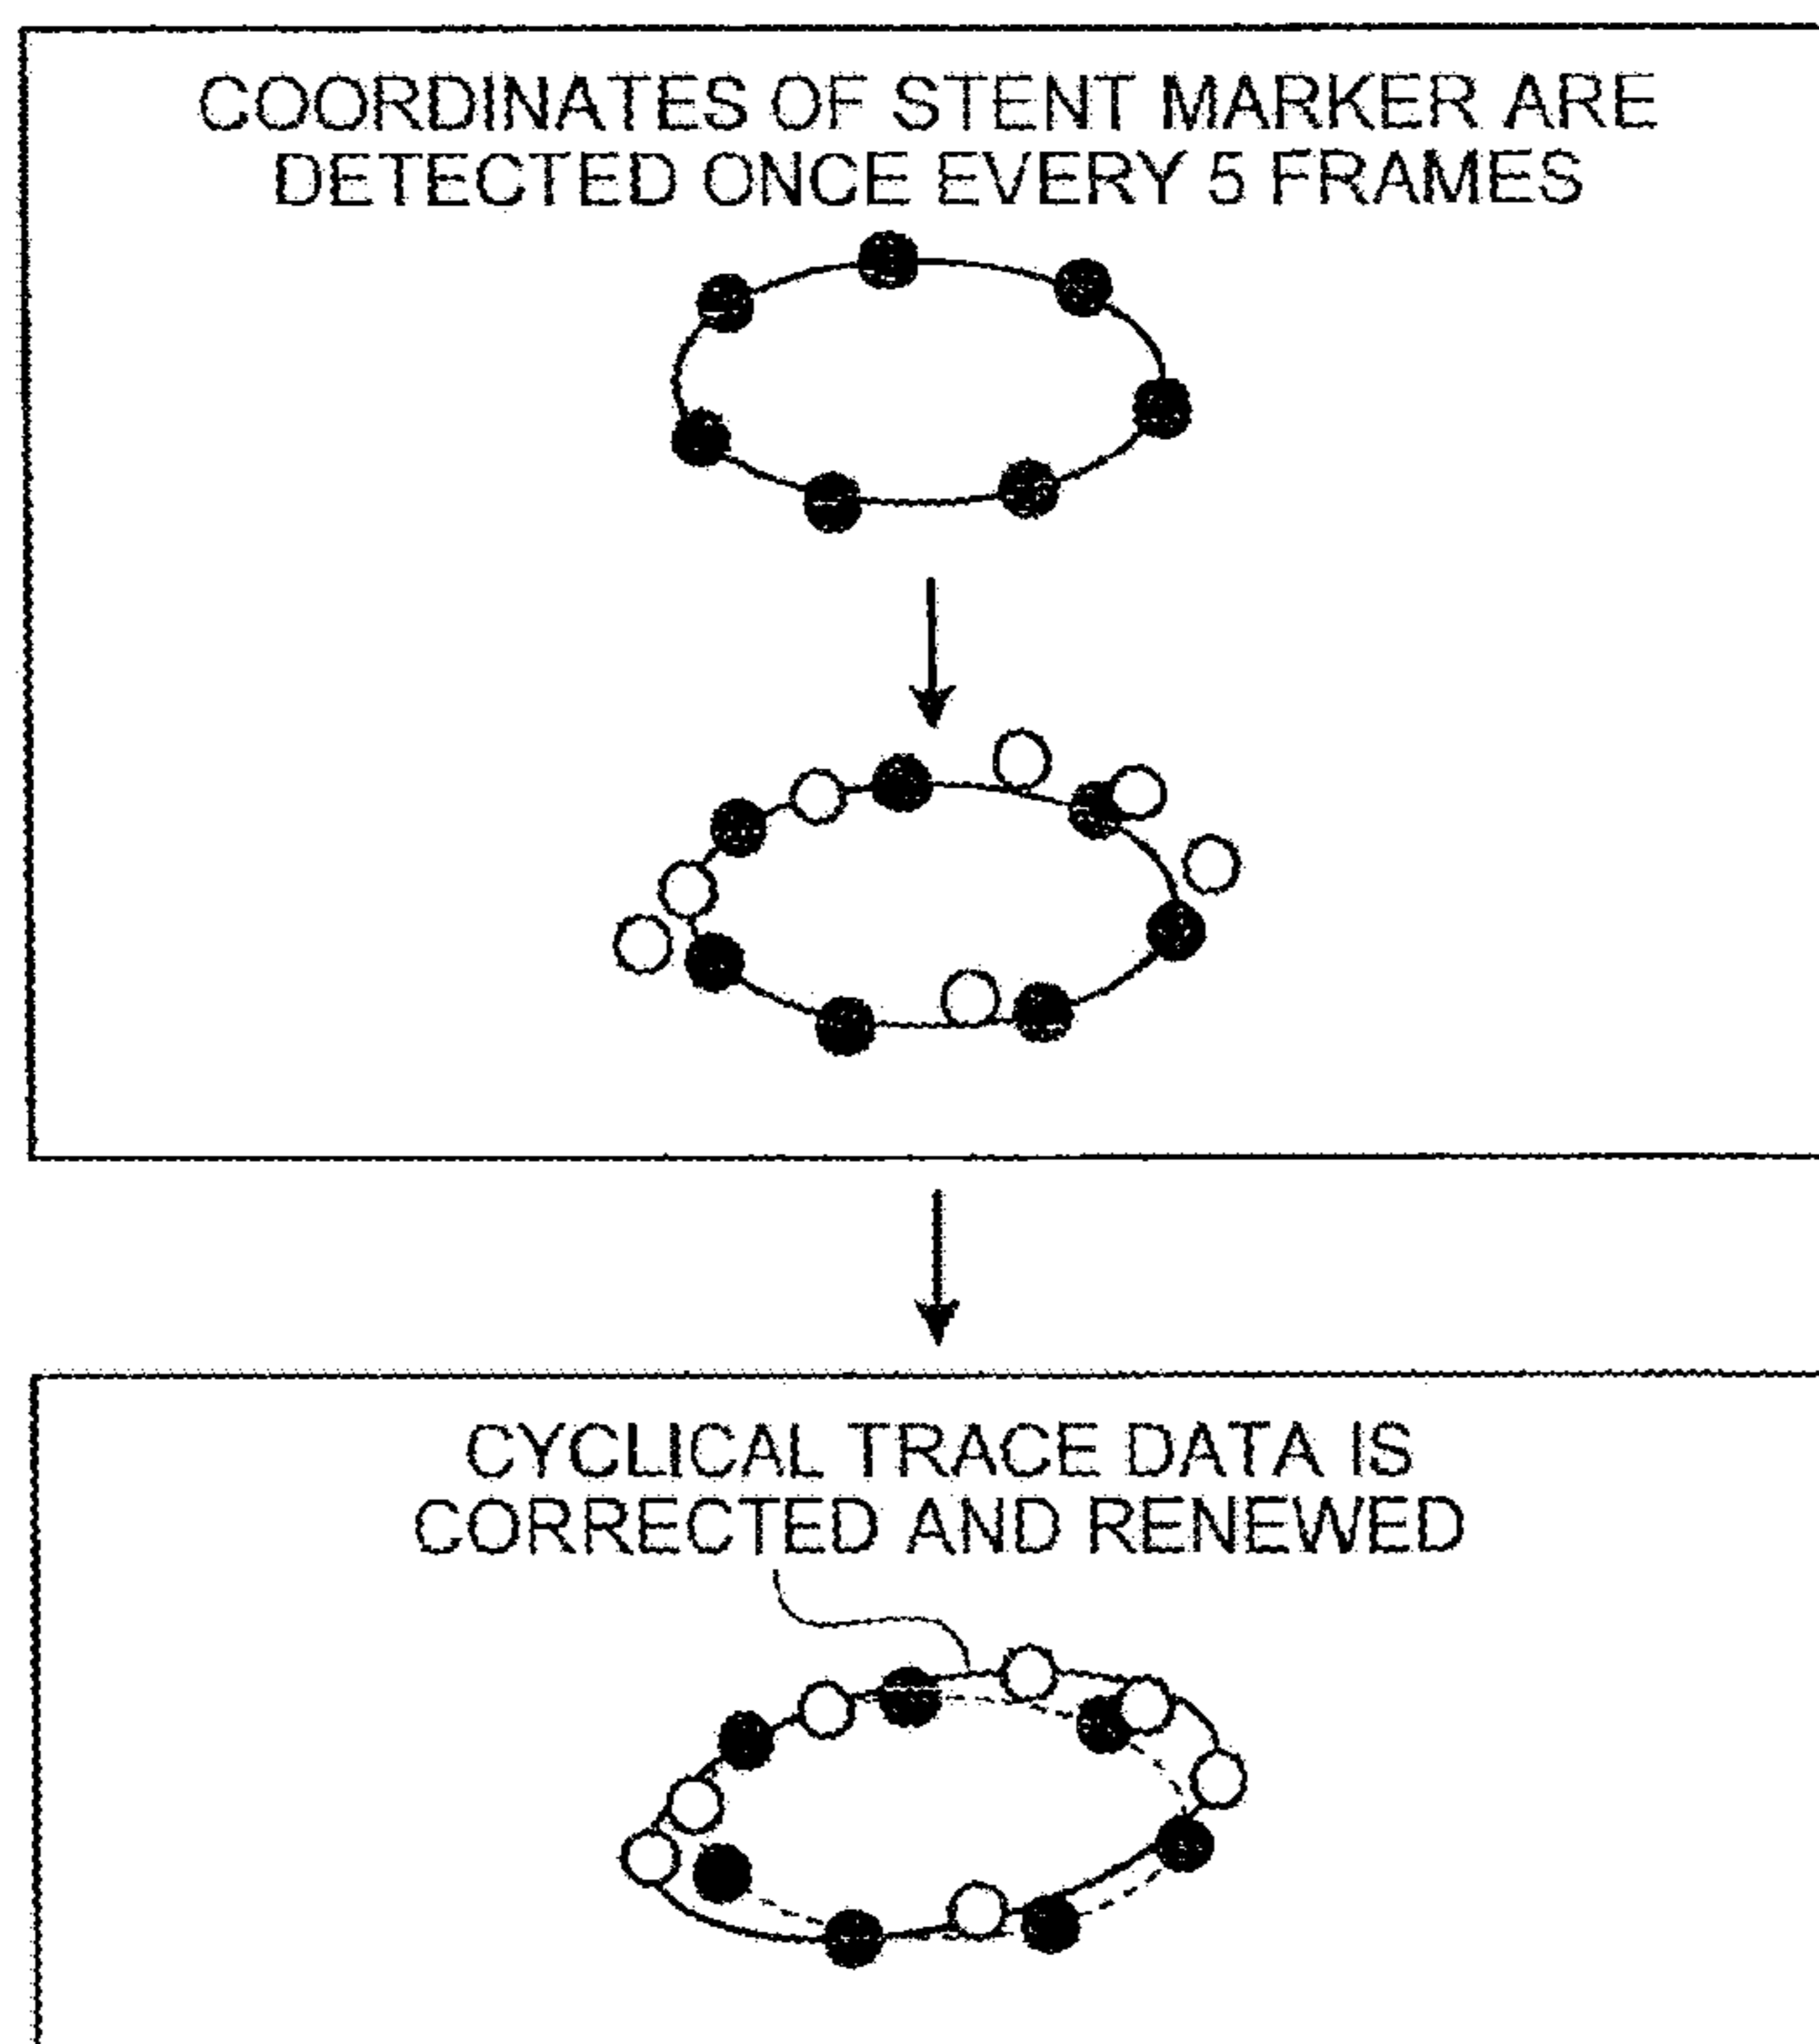 COORDINATES OF STENT MARKER ARE
DETECTED ONCE EVERY 5 FRAMES
CYCLICAL TRACE DATA IS
CORRECTED AND RENEWED